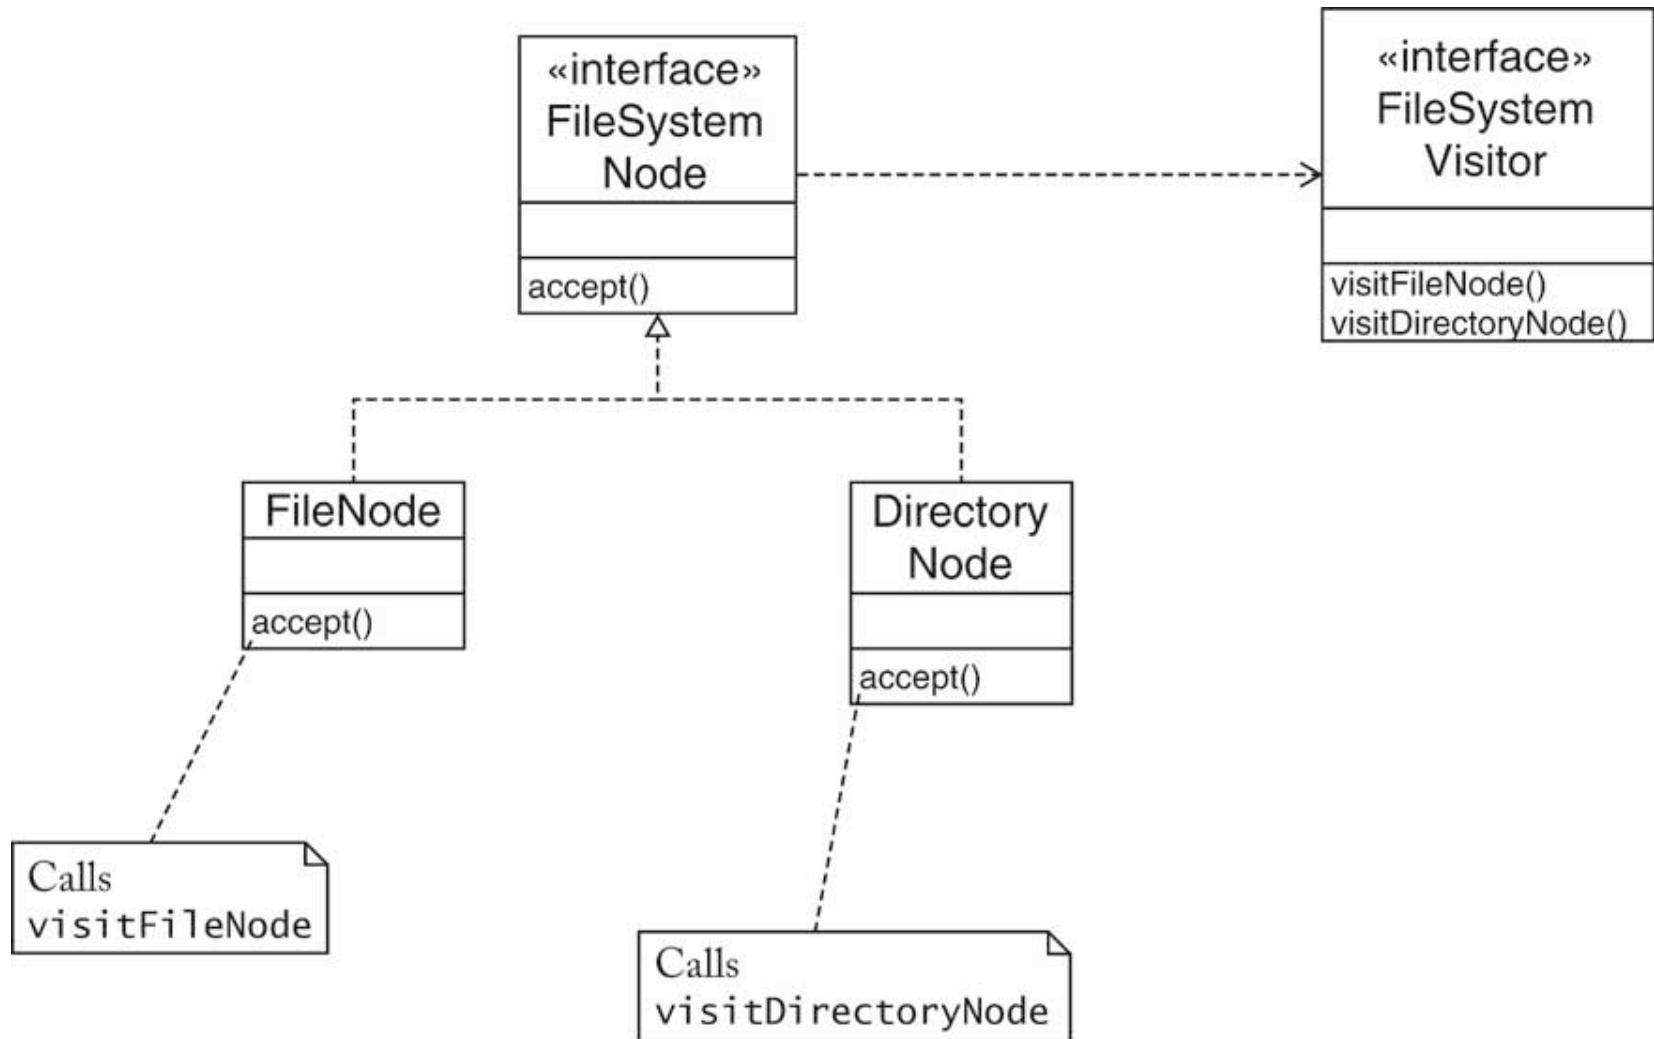 «interface»
FileSystem
Node
accept()
«interface»
FileSystem
Visitor
visitFileNode()
visitDirectoryNode()
FileNode
accept()
Directory
Node
accept()
Calls
visitFileNode
Calls
visitDirectoryNode